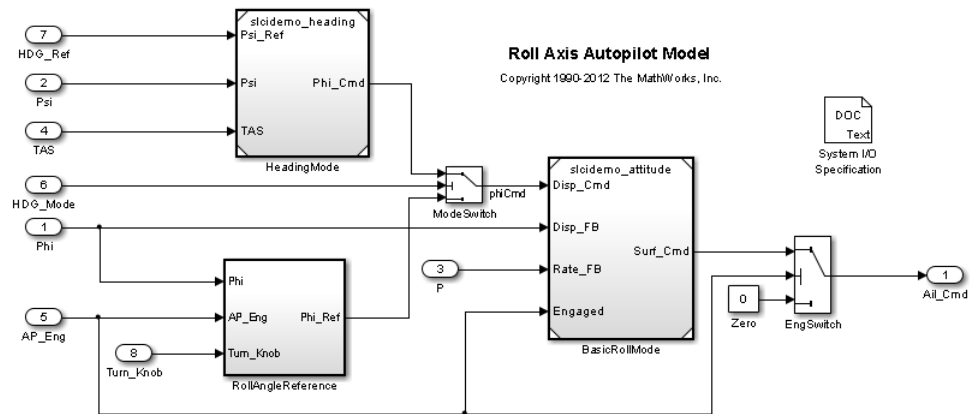 Roll Axis Autopilot Model
Copyright 1990-2012 The MathWorks, Inc.
7
HDG_Ref
2
Psi
4
TAS
6
HDG_Mode
1
Phi
5
AP_Eng
8
Turn_Knob
slcidemo_heading
Psi_Ref
Psi
Phi_Cmd
TAS
HeadingMode
Phi
AP_Eng
Phi_Ref
Turn_Knob
RollAngleReference
ModeSwitch
phiCmd
3
P
slcidemo_attitude
Disp_Cmd
Disp_FB
Surf_Cmd
Rate_FB
Engaged
BasicRollMode
DOC
Text
System I/O
Specification
0
Zero
EngSwitch
1
Ail_Cmd